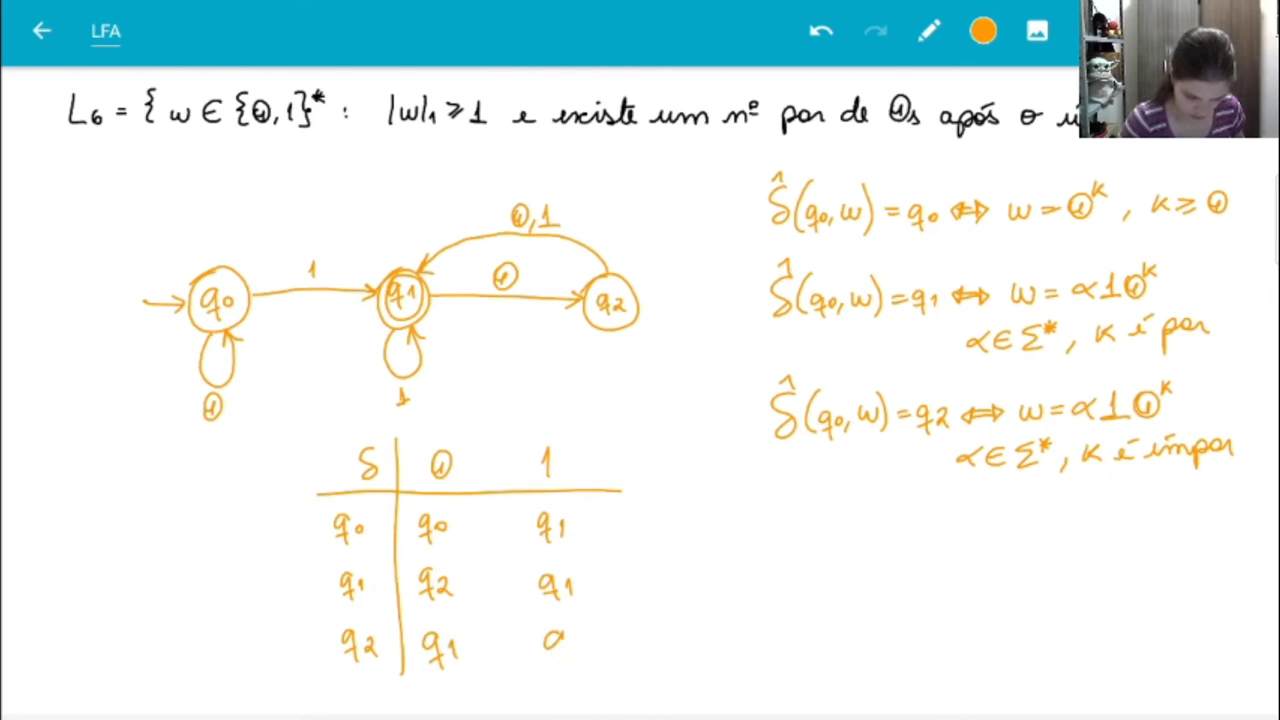 LFA
L6 = { w ∈ {0,1}* : |w|₁ ⩾ 1 e existe um nº par de 0s após o ú
δ̂(q0,w) = q0 ⇔ w = 0^k , k ⩾ 0
0,1
1
0
q0
q1
q2
δ̂(q0,w) = q1 ⇔ w = α10^k
α ∈ Σ*, k é par
0
1
δ̂(q0,w) = q2 ⇔ w = α10^k
α ∈ Σ*, k é ímpar
δ 0 1
q0 q0 q1
q1 q2 q1
q2 q1